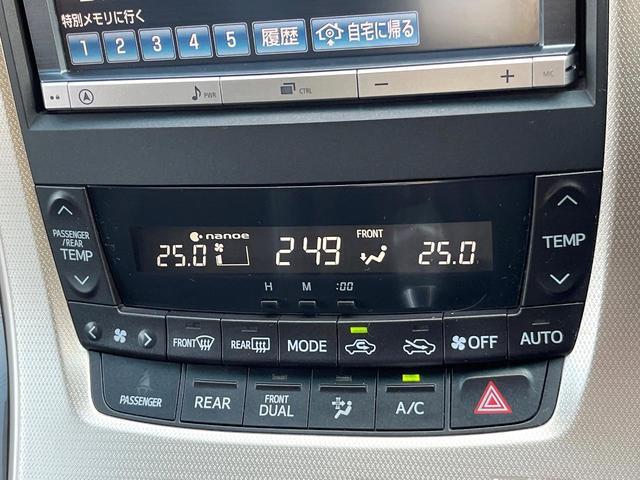 特別メモリに行く
1 2 3 4 5 履歴 自宅に帰る
PWR CTRL − + MIC
PASSENGER
/REAR
TEMP
TEMP
nanoe FRONT
25.0 2:49 25.0
H M :00
FRONT REAR MODE OFF AUTO
PASSENGER REAR FRONT
DUAL A/C